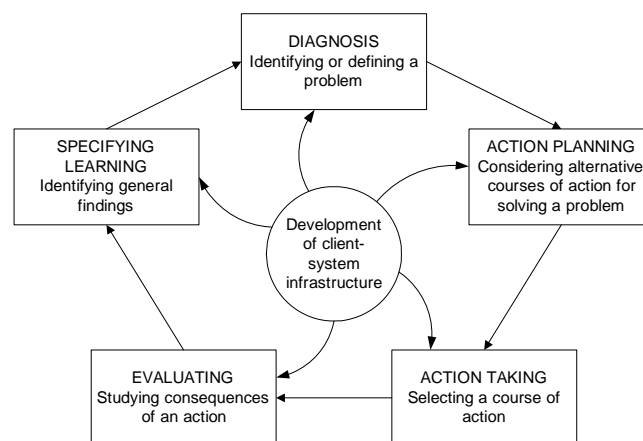 DIAGNOSIS
Identifying or defining a
problem
SPECIFYING
LEARNING
Identifying general
findings
ACTION PLANNING
Considering alternative
courses of action for
solving a problem
Development
of client-
system
infrastructure
EVALUATING
Studying consequences
of an action
ACTION TAKING
Selecting a course of
action